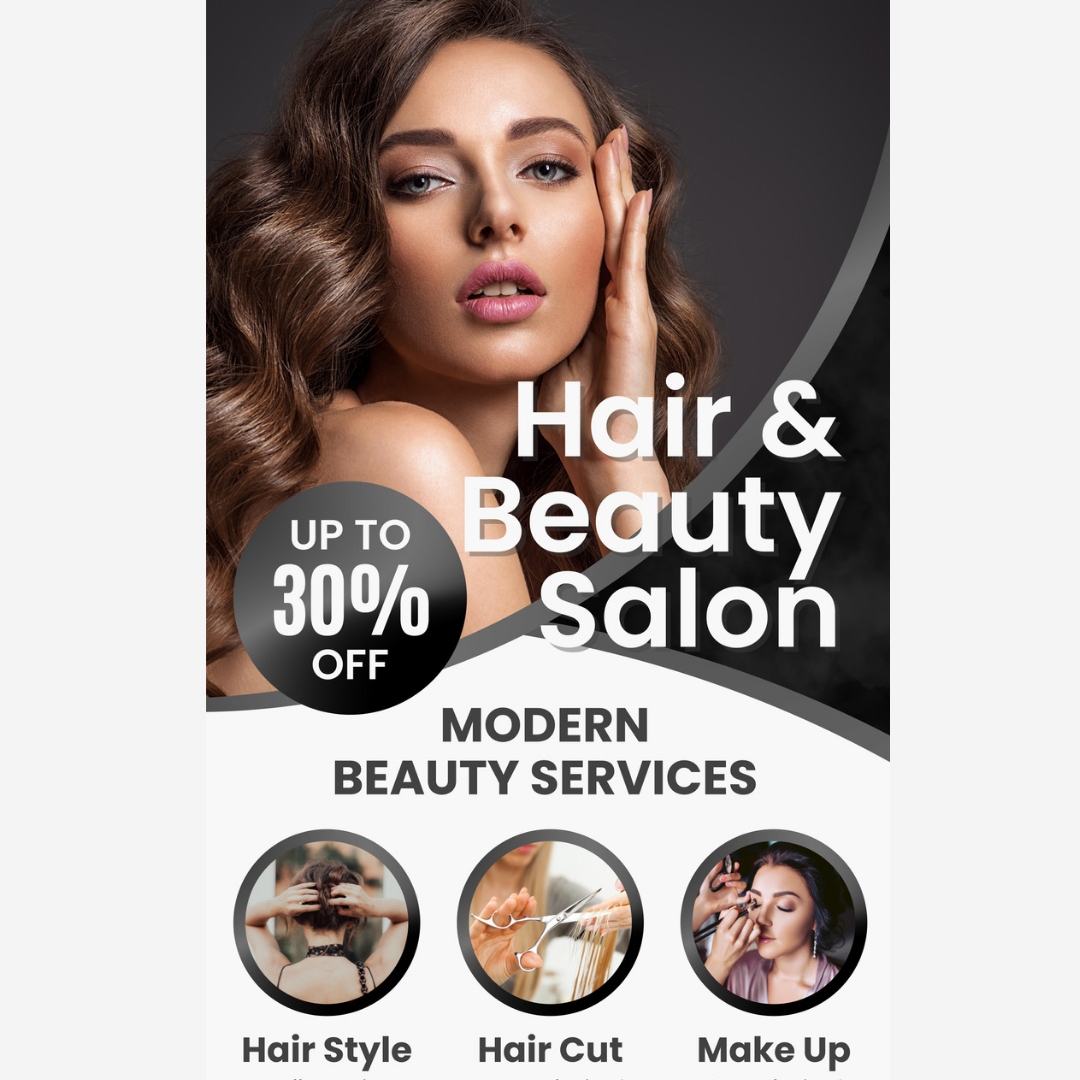 Hair &
Beauty
Salon
UP TO
30%
OFF
MODERN
BEAUTY SERVICES
Hair Style
Hair Cut
Make Up